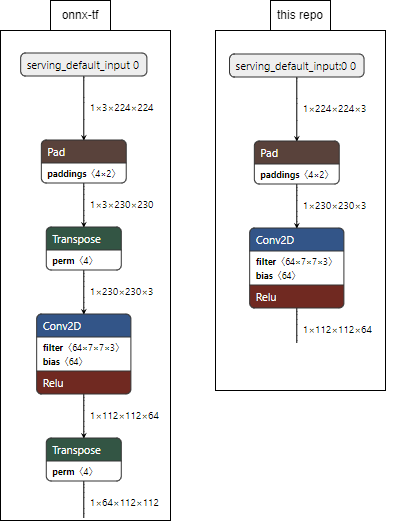 onnx-tf
serving_default_input 0
1×3×224×224
Pad
paddings ⟨4×2⟩
1×3×230×230
Transpose
perm ⟨4⟩
1×230×230×3
Conv2D
filter ⟨64×7×7×3⟩
bias ⟨64⟩
Relu
1×112×112×64
Transpose
perm ⟨4⟩
1×64×112×112
this repo
serving_default_input:0 0
1×224×224×3
Pad
paddings ⟨4×2⟩
1×230×230×3
Conv2D
filter ⟨64×7×7×3⟩
bias ⟨64⟩
Relu
1×112×112×64